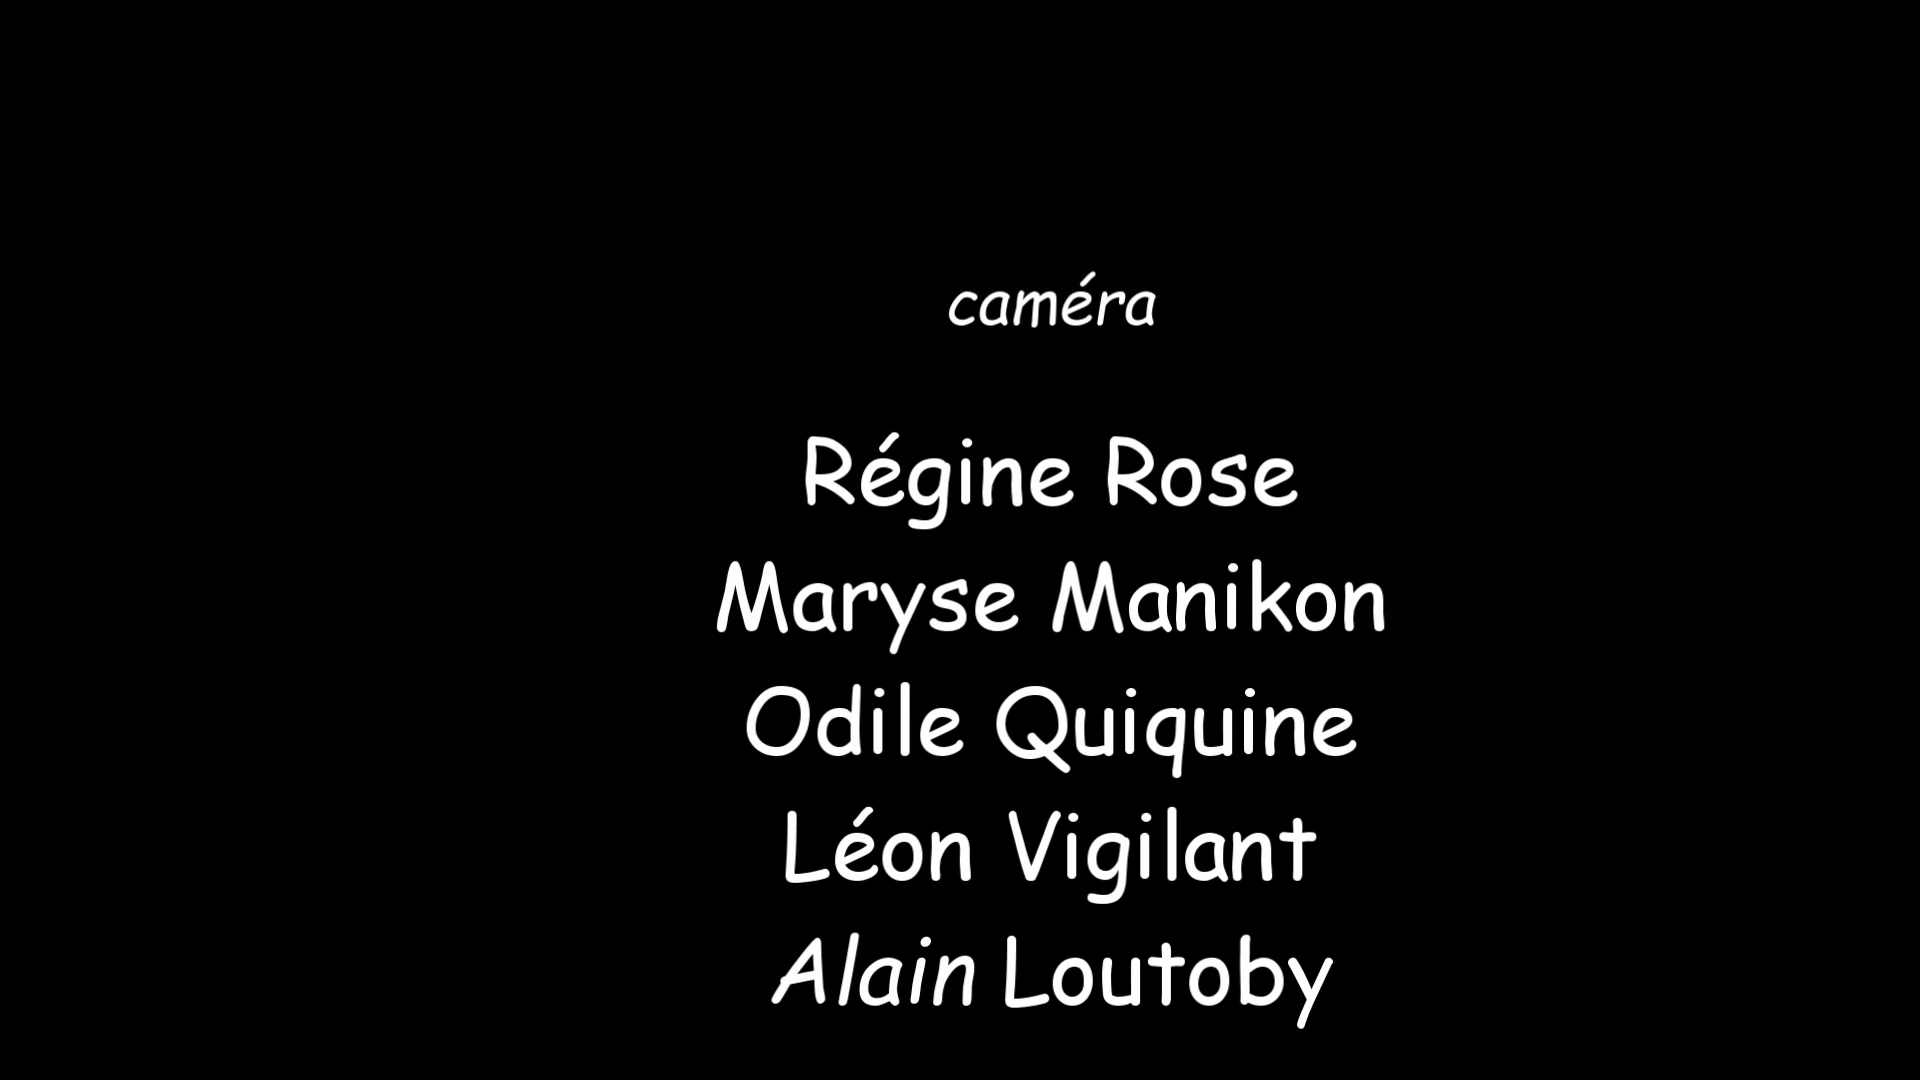 caméra
Régine Rose
Maryse Manikon
Odile Quiquine
Léon Vigilant
Alain Loutoby